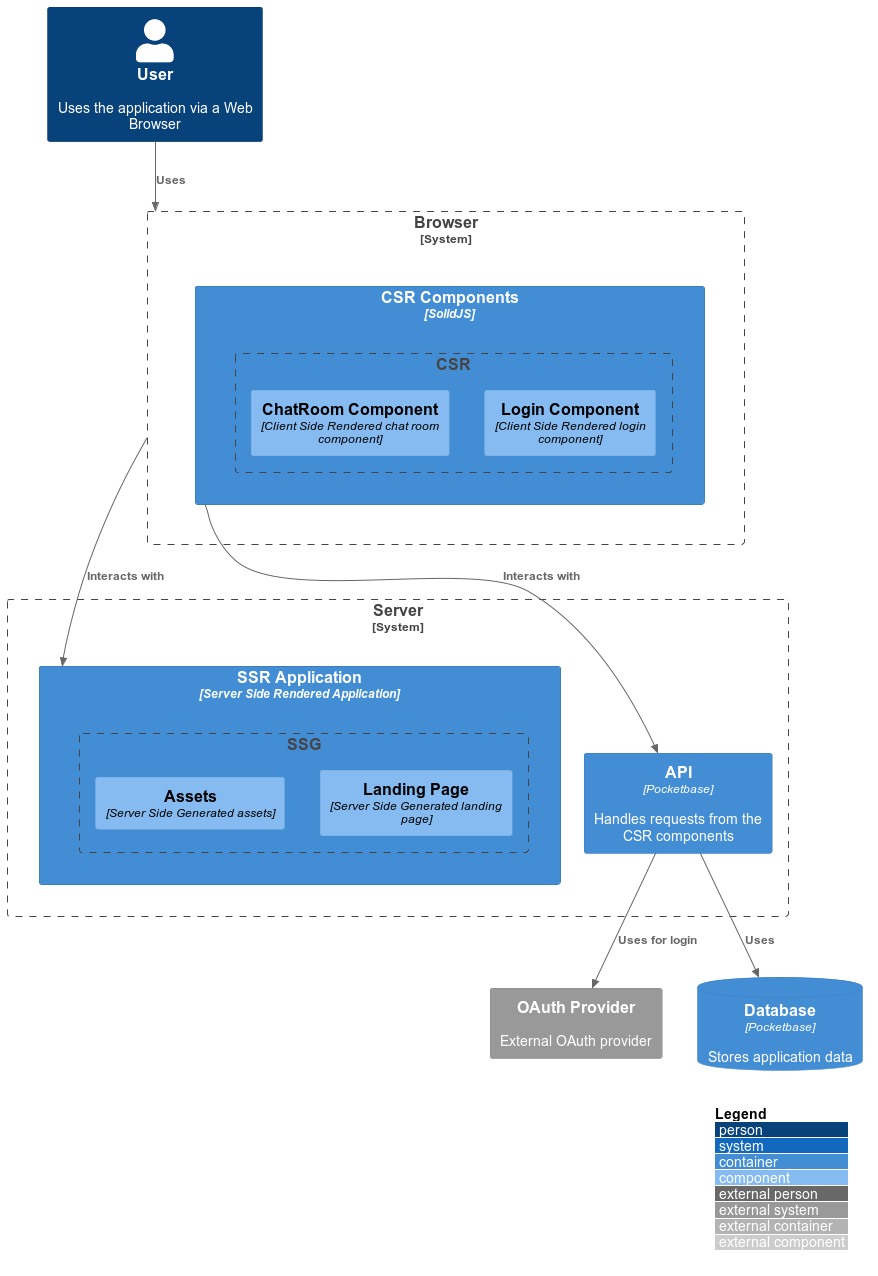 User
Uses the application via a Web
Browser
Uses
Browser
[System]
CSR Components
[SolidJS]
CSR
ChatRoom Component
[Client Side Rendered chat room
component]
Login Component
[Client Side Rendered login
component]
Interacts with
Interacts with
Server
[System]
SSR Application
[Server Side Rendered Application]
SSG
Assets
[Server Side Generated assets]
Landing Page
[Server Side Generated landing
page]
API
[Pocketbase]
Handles requests from the
CSR components
Uses for login
Uses
OAuth Provider
External OAuth provider
Database
[Pocketbase]
Stores application data
Legend
person
system
container
component
external person
external system
external container
external component